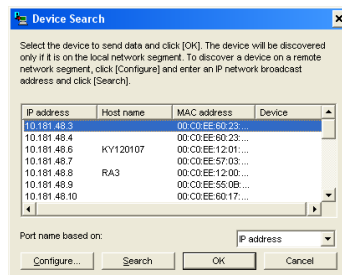 Device Search
Select the device to send data and click [OK]. The device will be discovered
only if it is on the local network segment. To discover a device on a remote
network segment, click [Configure] and enter an IP network broadcast
address and click [Search].
IP address Host name MAC address Device
10.181.48.3 00:C0:EE:60:23:...
10.181.48.4 00:C0:EE:60:23:...
10.181.48.6 KY120107 00:C0:EE:12:01:...
10.181.48.7 00:C0:EE:57:03:...
10.181.48.8 RA3 00:C0:EE:12:00:...
10.181.48.9 00:C0:EE:55:0B:...
10.181.48.10 00:C0:EE:60:17:...
Port name based on: IP address
Configure... Search OK Cancel